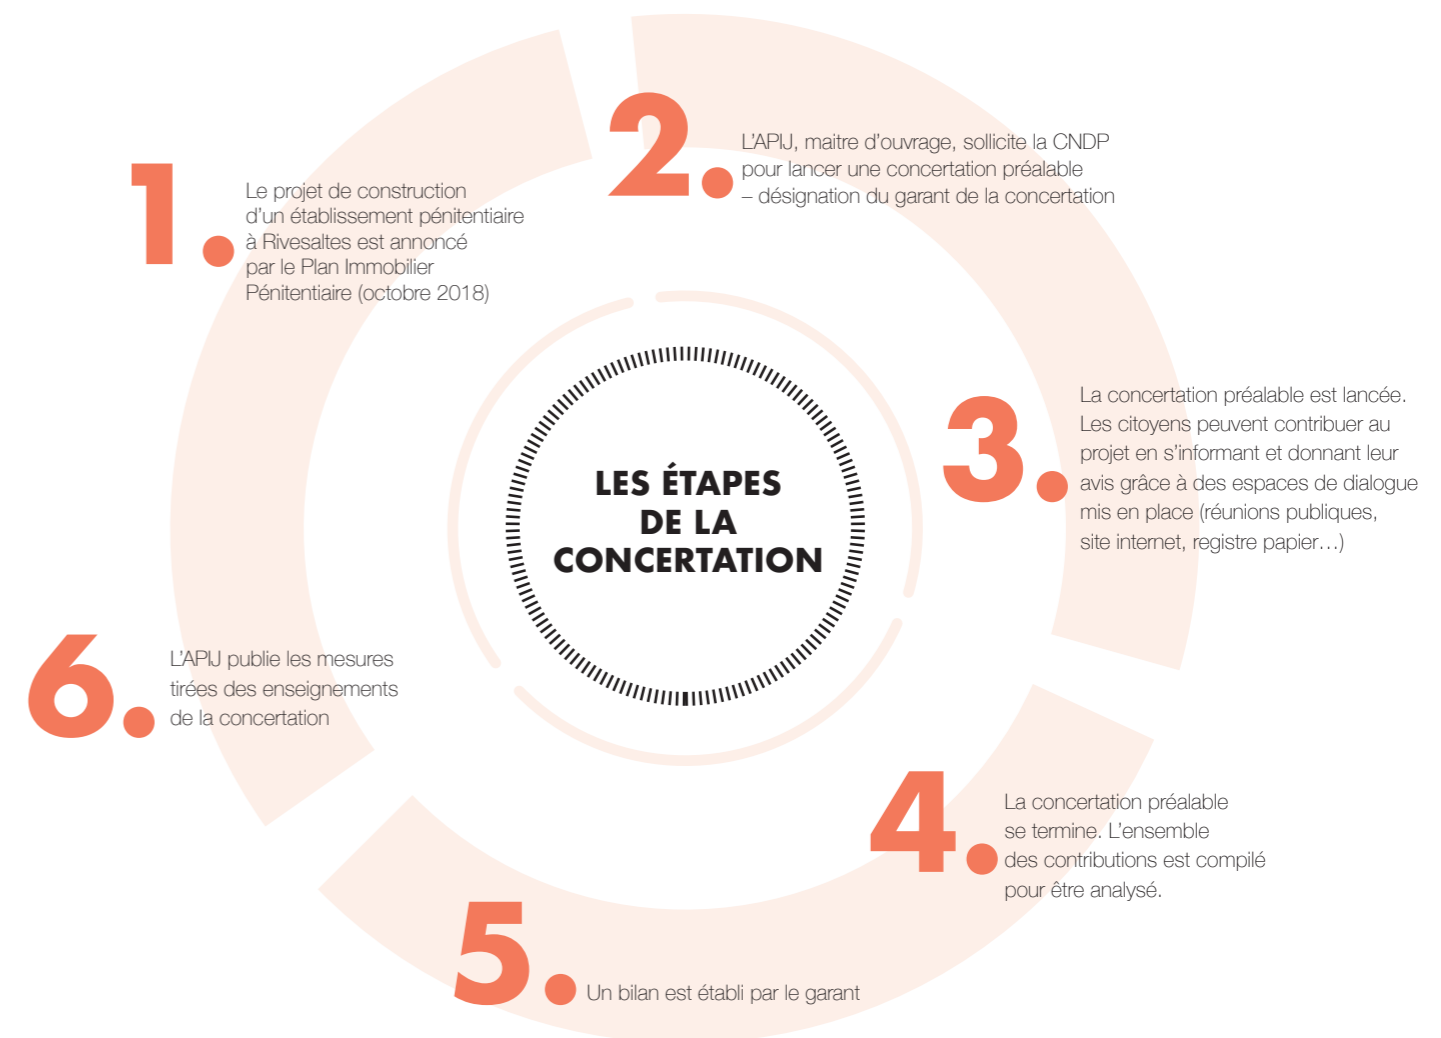 1.
Le projet de construction
d’un établissement pénitentiaire
à Rivesaltes est annoncé
par le Plan Immobilier
Pénitentiaire (octobre 2018)
2.
L’APIJ, maitre d’ouvrage, sollicite la CNDP
pour lancer une concertation préalable
– désignation du garant de la concertation
3.
La concertation préalable est lancée.
Les citoyens peuvent contribuer au
projet en s’informant et donnant leur
avis grâce à des espaces de dialogue
mis en place (réunions publiques,
site internet, registre papier…)
LES ÉTAPES
DE LA
CONCERTATION
4.
La concertation préalable
se termine. L’ensemble
des contributions est compilé
pour être analysé.
5.
Un bilan est établi par le garant
6.
L’APIJ publie les mesures
tirées des enseignements
de la concertation